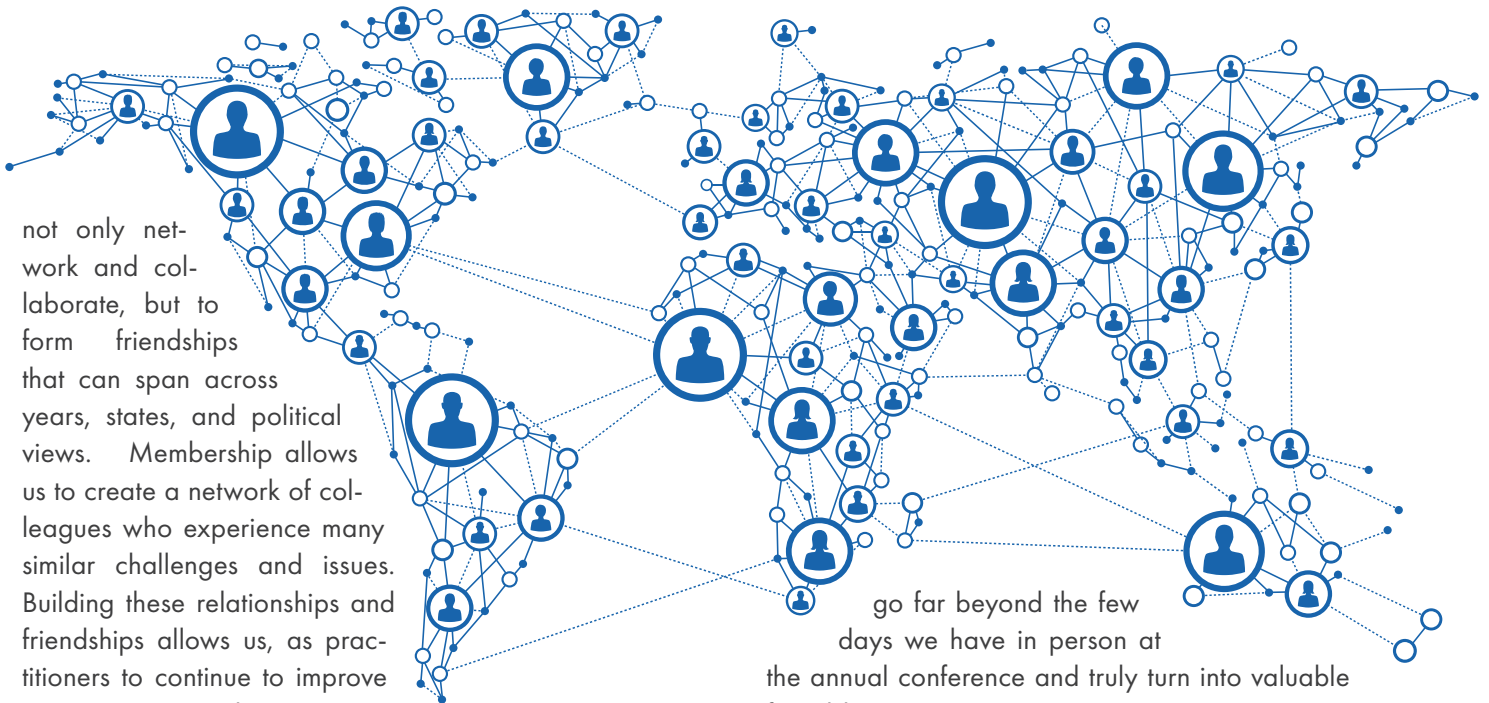 not only net-
work and col-
laborate, but to
form friendships
that can span across
years, states, and political
views. Membership allows
us to create a network of col-
leagues who experience many
similar challenges and issues.
Building these relationships and
friendships allows us, as prac-
titioners to continue to improve
go far beyond the few
days we have in person at
the annual conference and truly turn into valuable